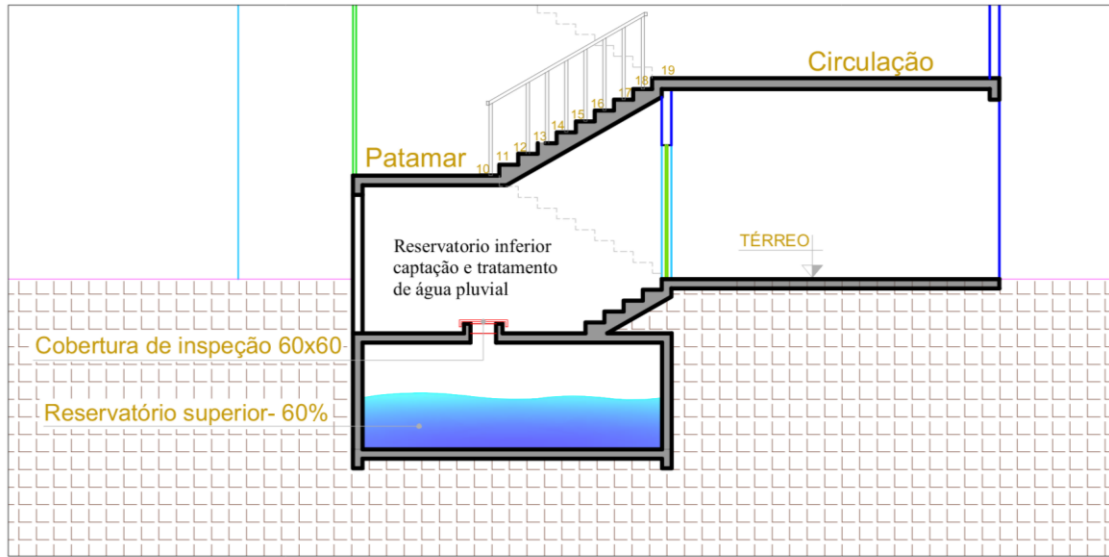 Circulação
19
18
17
16
15
14
13
12
11
10
Patamar
Reservatorio inferior
captação e tratamento
de água pluvial
TÉRREO
Cobertura de inspeção 60x60
Reservatório superior- 60%